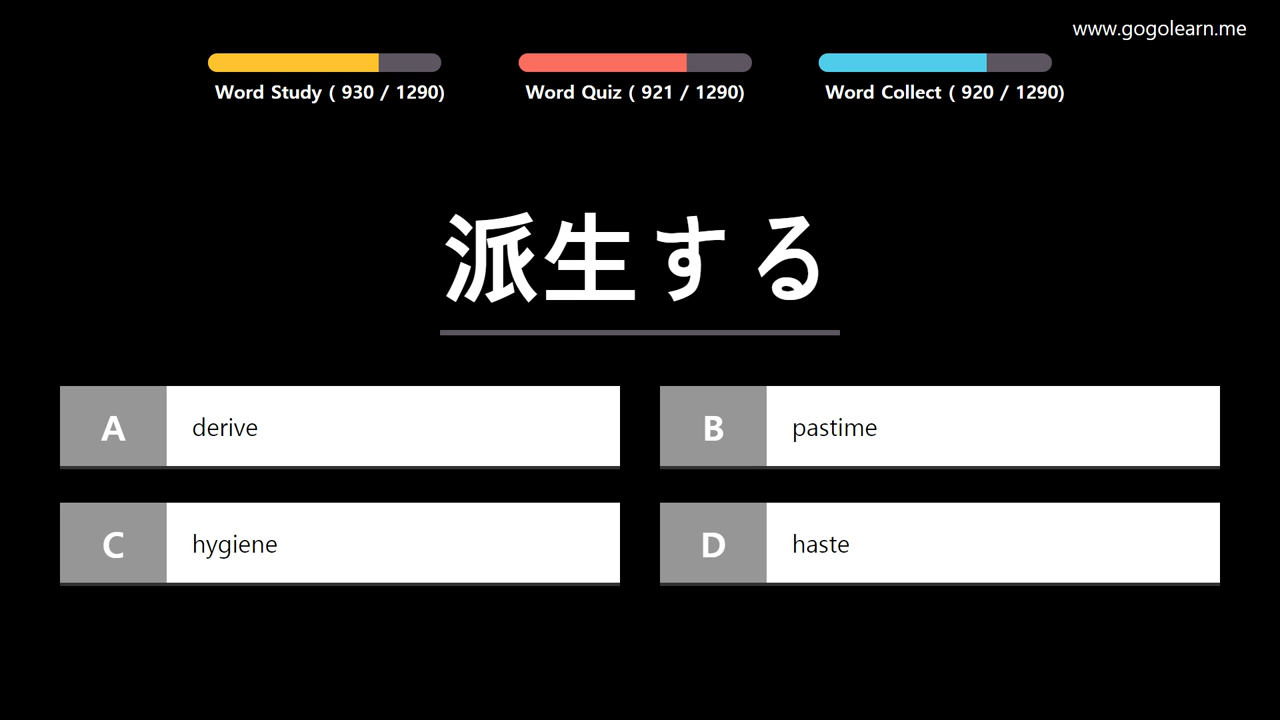 www.gogolearn.me
Word Study ( 930 / 1290)
Word Quiz ( 921 / 1290)
Word Collect ( 920 / 1290)
派生する
A derive
B pastime
C hygiene
D haste